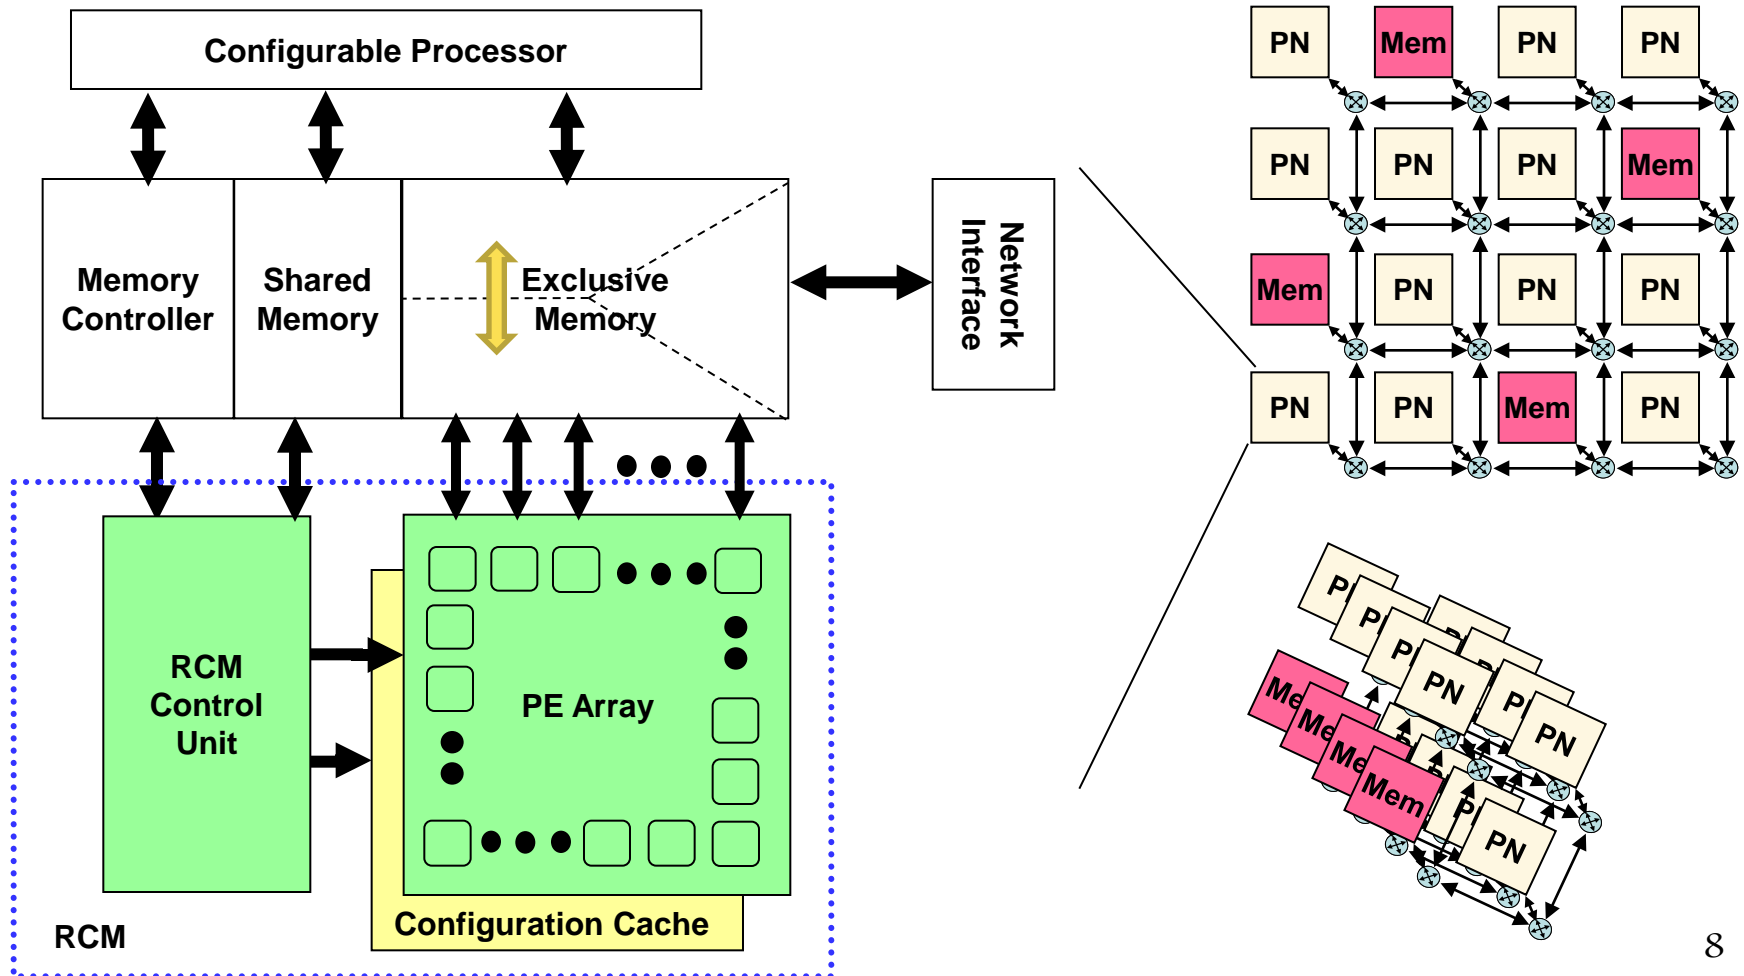 Configurable Processor
Memory
Controller
Shared
Memory
Exclusive
Memory
Network
Interface
RCM
Control
Unit
PE Array
Configuration Cache
RCM
PN Mem PN PN
PN PN PN Mem
Mem PN PN PN
PN PN Mem PN
PN
PN
Mem
PN
8